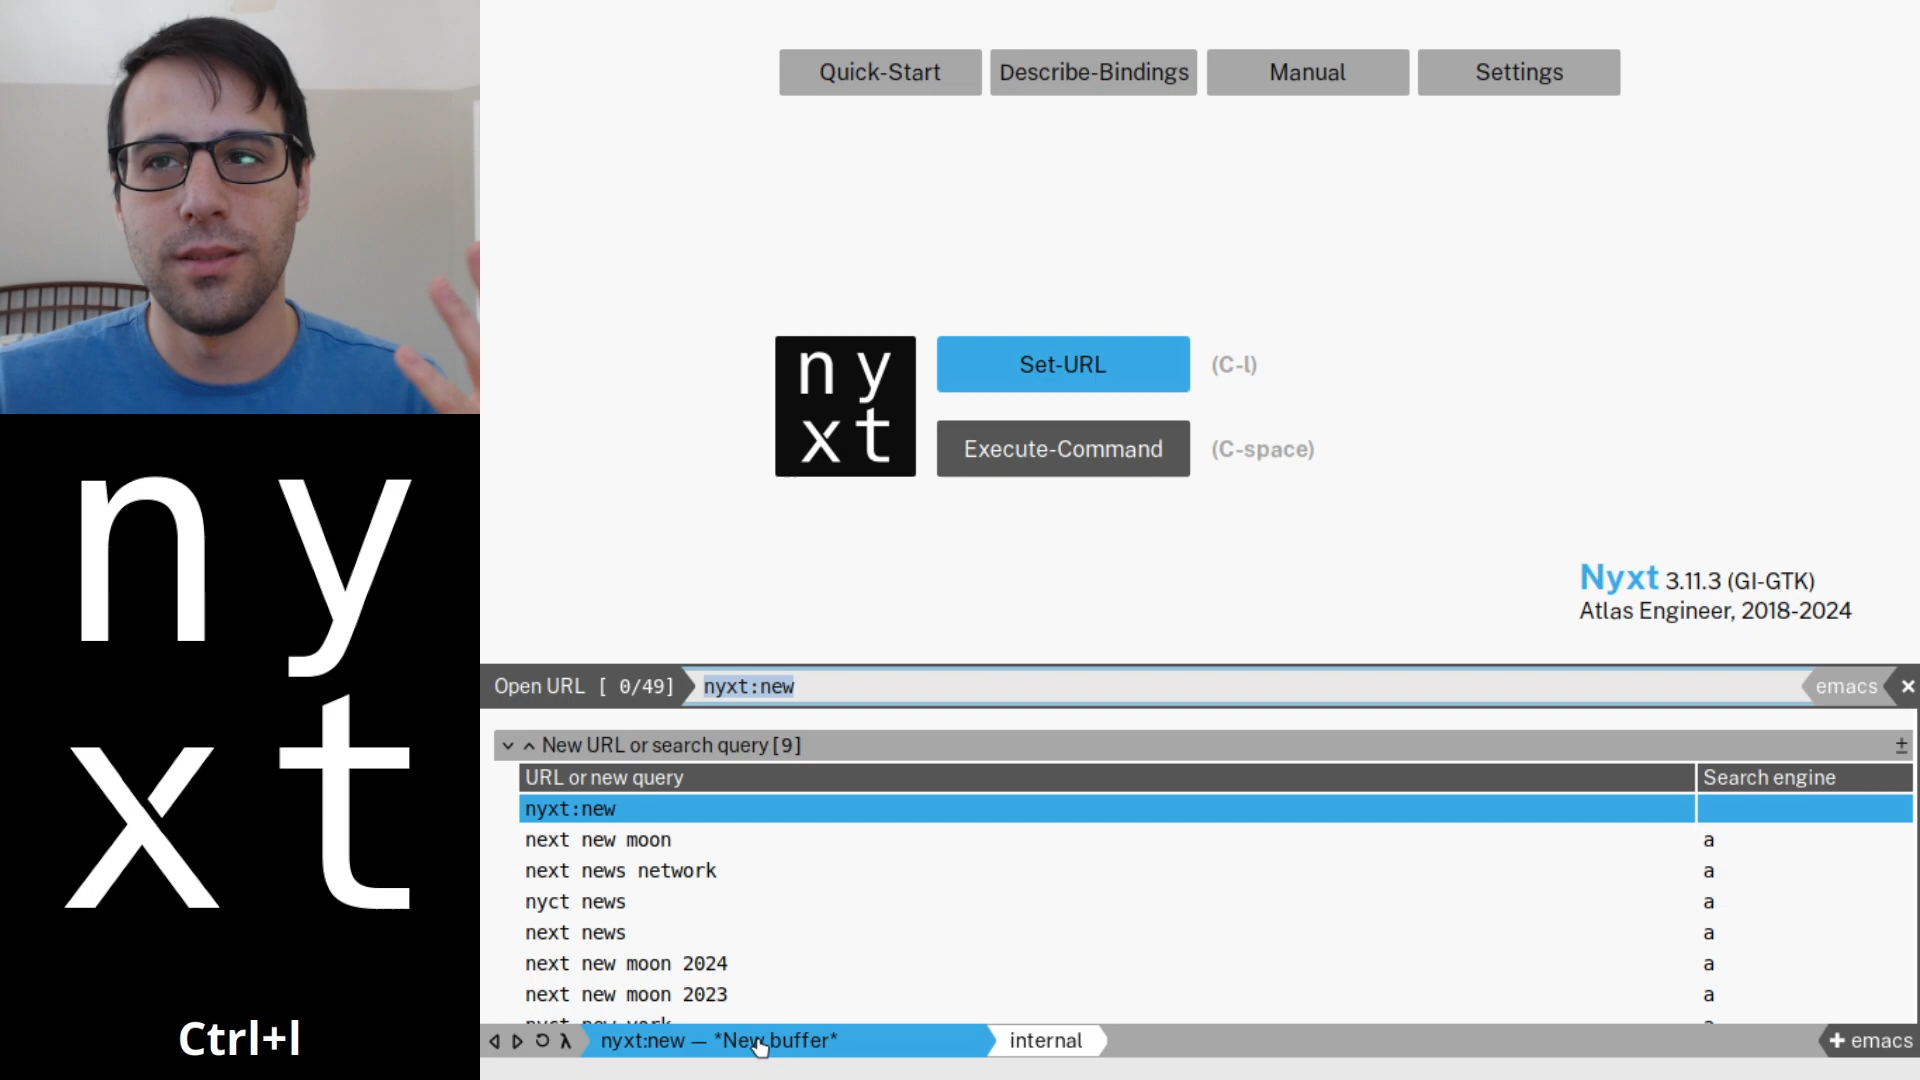 Quick-Start
Describe-Bindings
Manual
Settings
n y
x t
Set-URL
(C-l)
Execute-Command
(C-space)
Nyxt 3.11.3 (GI-GTK)
Atlas Engineer, 2018-2024
n y
x t
Ctrl+l
Open URL [ 0/49]
nyxt:new
emacs ×
New URL or search query[9] ±
URL or new query
Search engine
nyxt:new
next new moon
a
next news network
a
nyct news
a
next news
a
next new moon 2024
a
next new moon 2023
a
nyxt:new — *New buffer*
internal
+ emacs